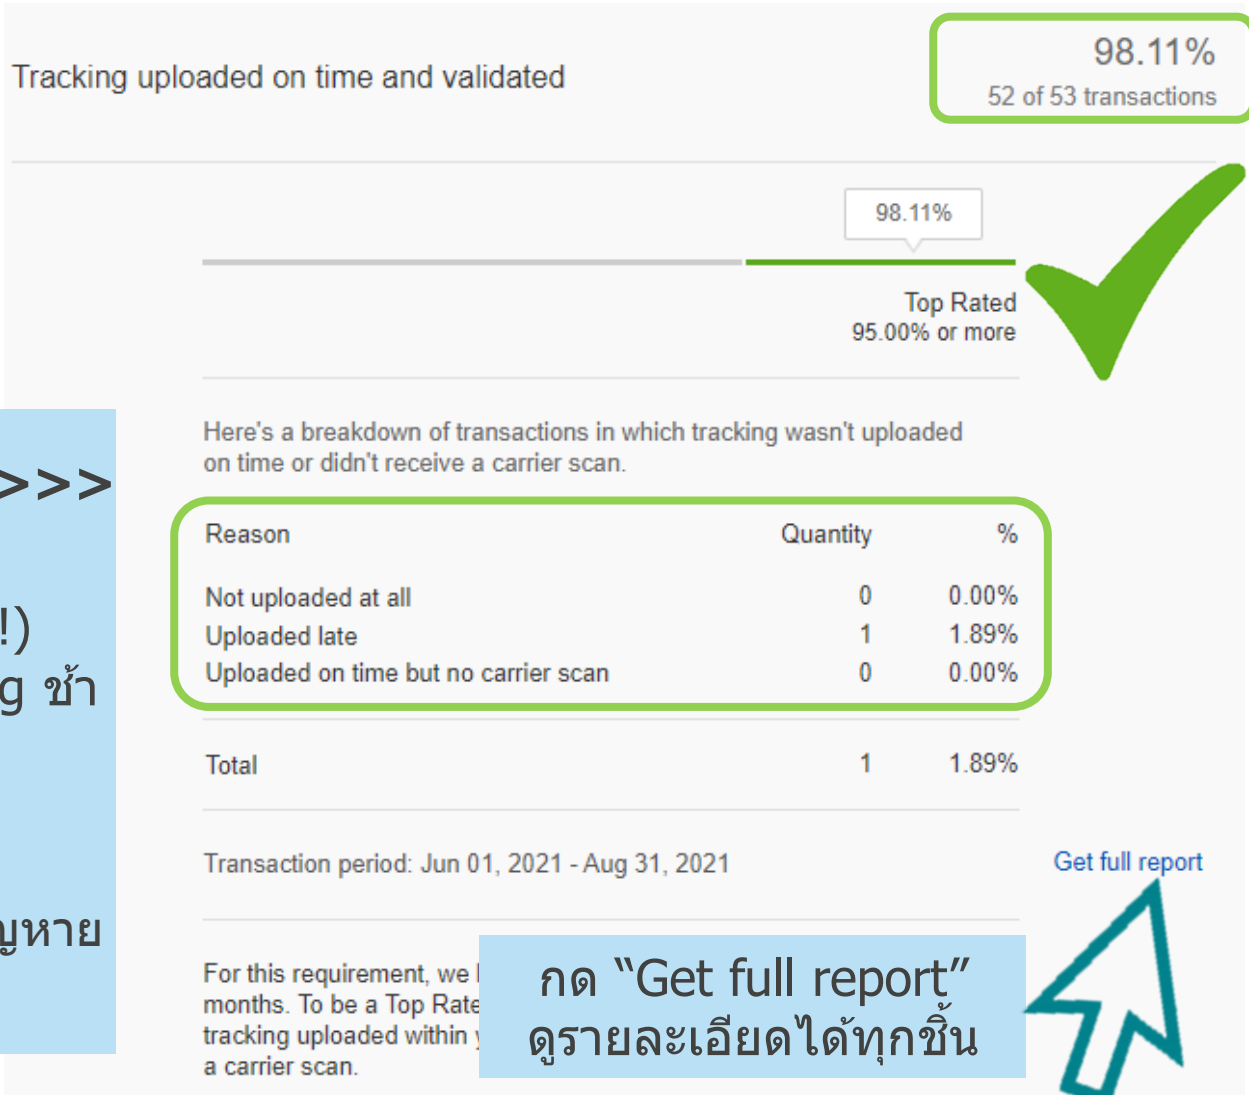 Tracking uploaded on time and validated
98.11%
52 of 53 transactions
98.11%
Top Rated
95.00% or more
Here's a breakdown of transactions in which tracking wasn't uploaded
on time or didn't receive a carrier scan.
>>>
!)
g ช้า
Reason Quantity %
Not uploaded at all 0 0.00%
Uploaded late 1 1.89%
Uploaded on time but no carrier scan 0 0.00%
Total 1 1.89%
Transaction period: Jun 01, 2021 - Aug 31, 2021
Get full report
For this requirement, we
months. To be a Top Rate
tracking uploaded within
a carrier scan.
กด “Get full report”
ดูรายละเอียดได้ทุกชิ้น